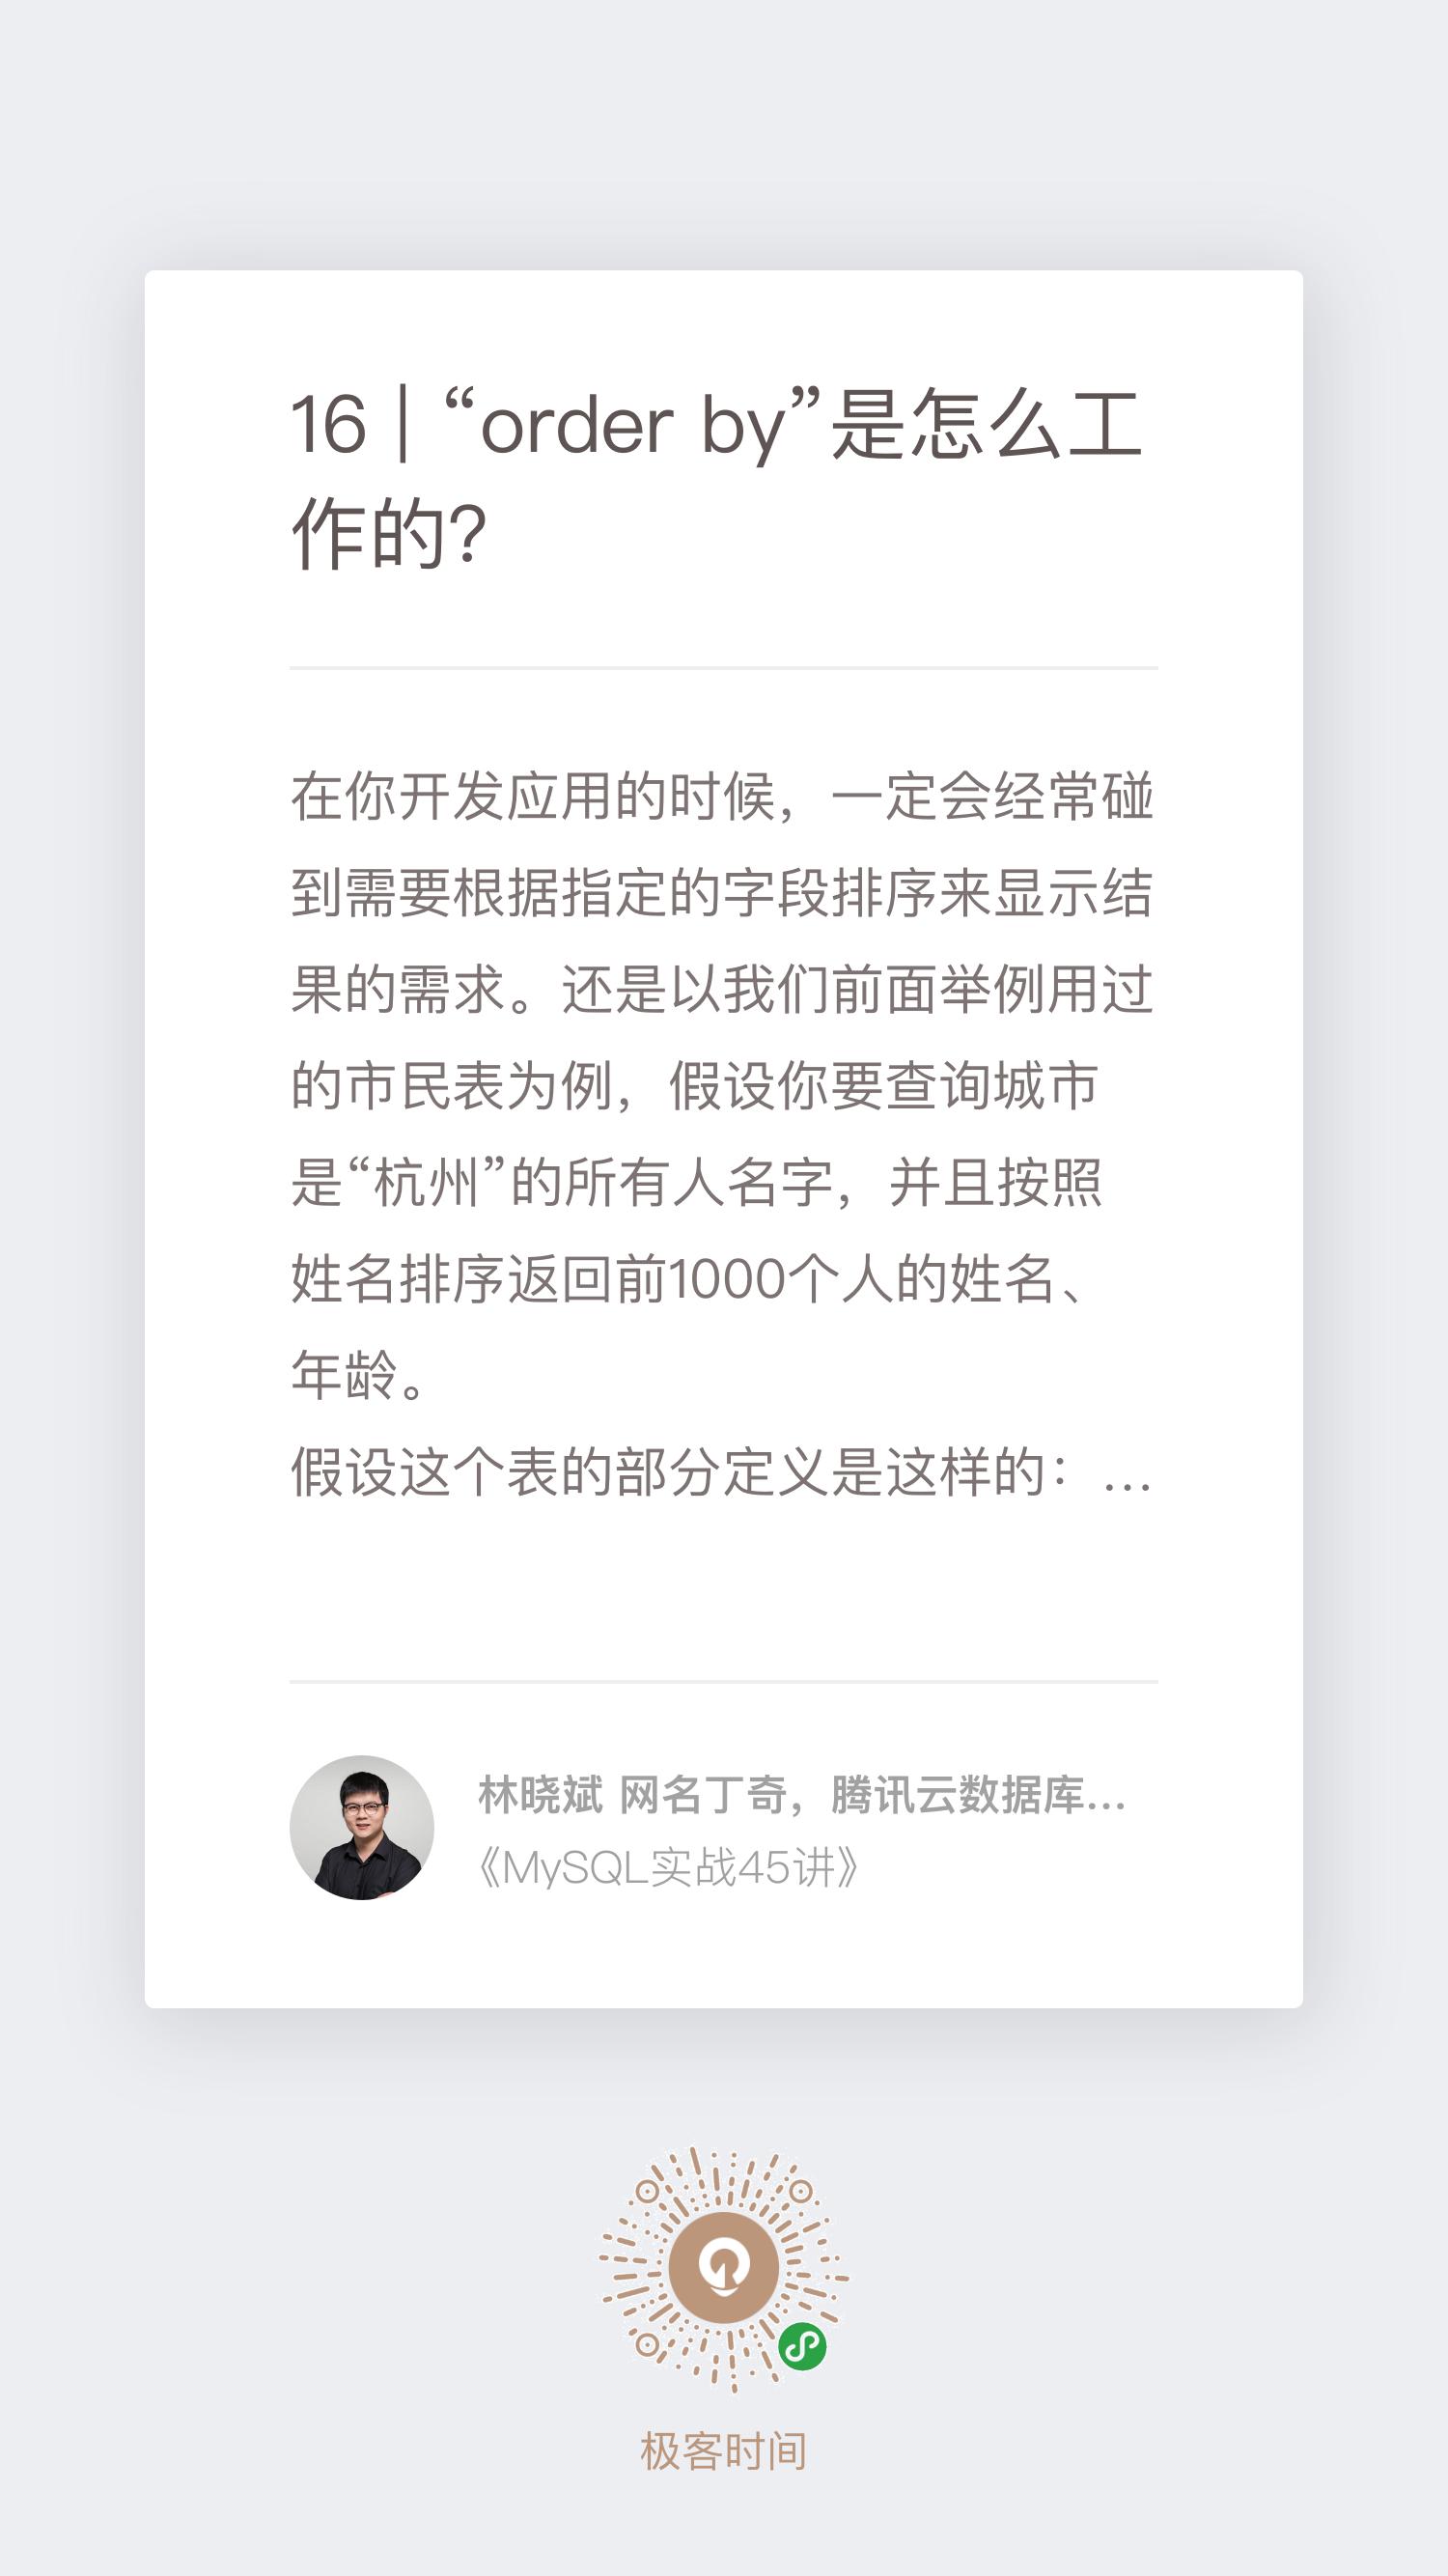 16 | “order by”是怎么工
作的？
在你开发应用的时候，一定会经常碰
到需要根据指定的字段排序来显示结
果的需求。还是以我们前面举例用过
的市民表为例，假设你要查询城市
是“杭州”的所有人名字，并且按照
姓名排序返回前1000个人的姓名、
年龄。
假设这个表的部分定义是这样的：...
林晓斌 网名丁奇，腾讯云数据库...
《MySQL实战45讲》
极客时间